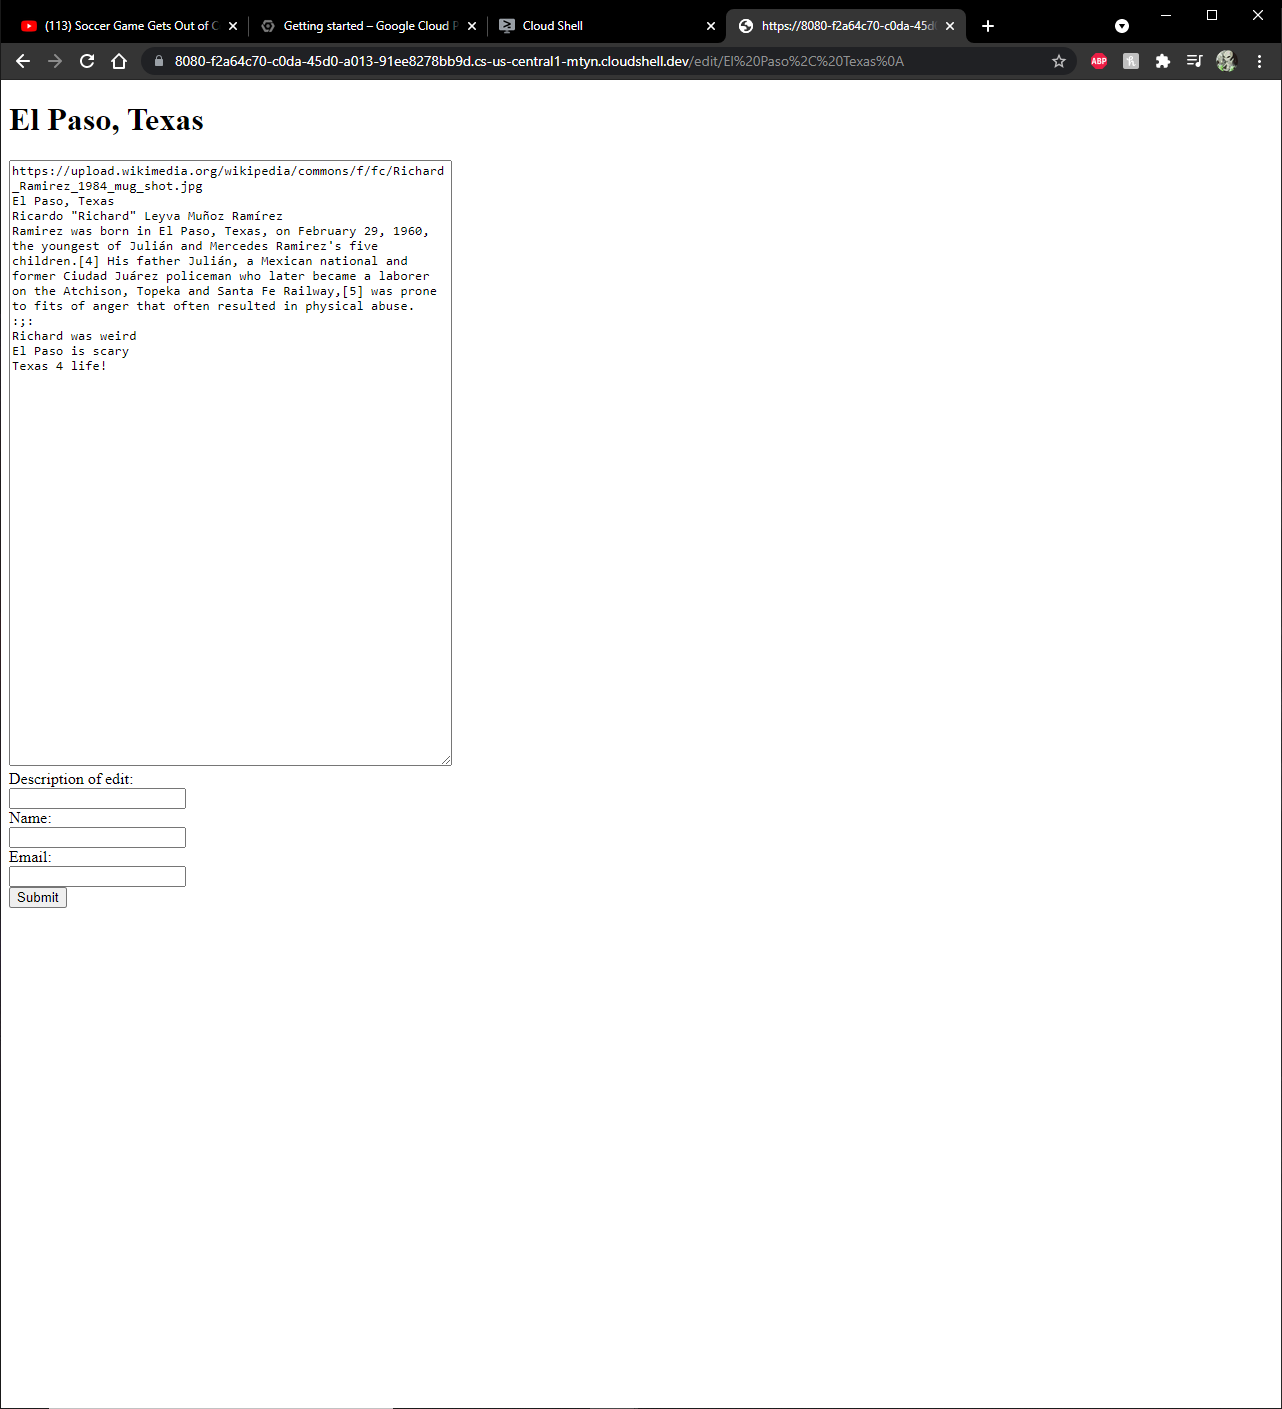 (113) Soccer Game Gets Out of C
Getting started – Google Cloud P
Cloud Shell
https://8080-f2a64c70-c0da-45d0
8080-f2a64c70-c0da-45d0-a013-91ee8278bb9d.cs-us-central1-mtyn.cloudshell.dev/edit/El%20Paso%2C%20Texas%0A
ABP
El Paso, Texas
https://upload.wikimedia.org/wikipedia/commons/f/fc/Richard
_Ramirez_1984_mug_shot.jpg
El Paso, Texas
Ricardo "Richard" Leyva Muñoz Ramírez
Ramirez was born in El Paso, Texas, on February 29, 1960,
the youngest of Julián and Mercedes Ramirez's five
children.[4] His father Julián, a Mexican national and
former Ciudad Juárez policeman who later became a laborer
on the Atchison, Topeka and Santa Fe Railway,[5] was prone
to fits of anger that often resulted in physical abuse.
:;:
Richard was weird
El Paso is scary
Texas 4 life!
Description of edit:
Name:
Email:
Submit